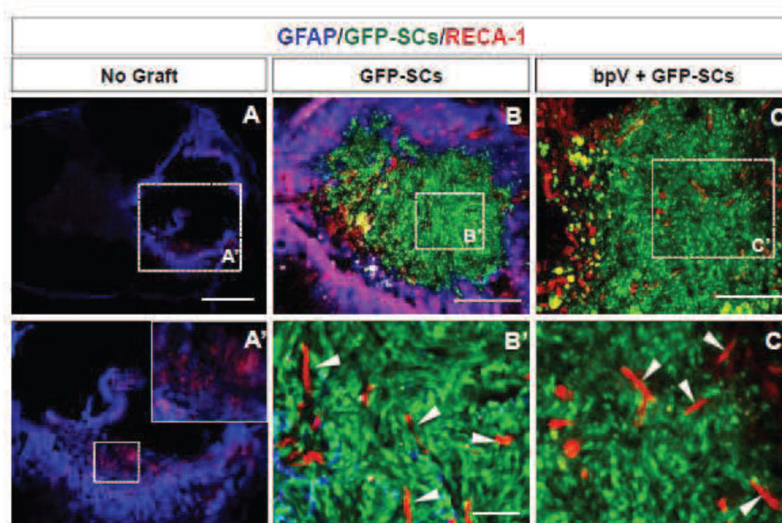 GFAP/GFP-SCs/RECA-1
No Graft
GFP-SCs
bpV + GFP-SCs
A
B
C
A'
B'
C'
A'
B'
C